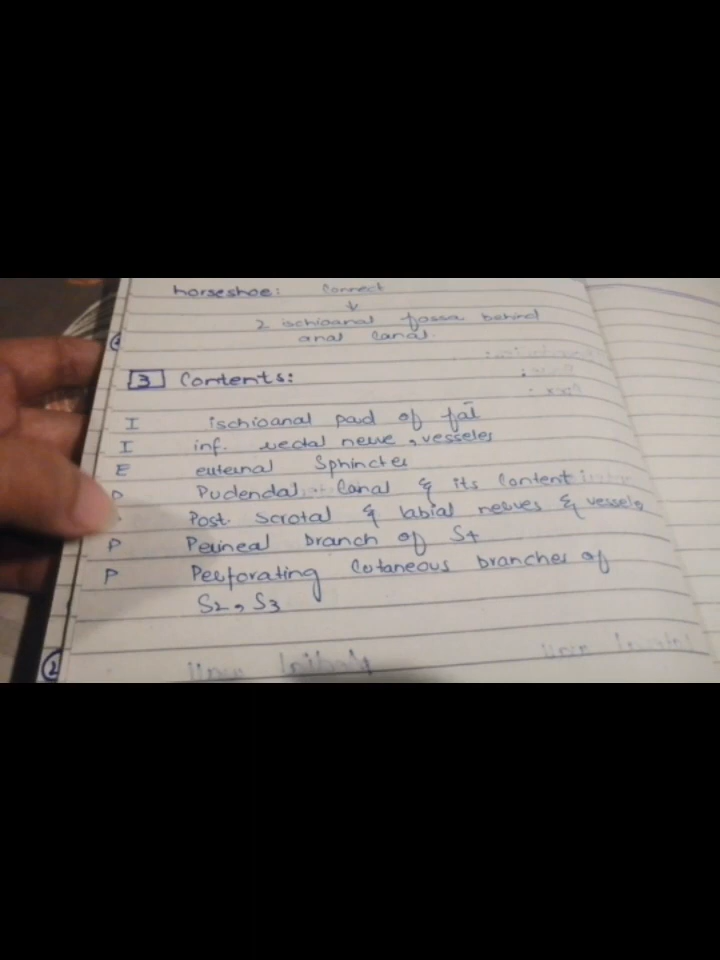 horseshoe: Connect
↓
2 ischioanal fossa behind
anal canal.
3 Contents:
I ischioanal pad of fat
I inf. rectal nerve, vesseles
E external Sphincter
P Pudendal Canal & its Content
Post. Scrotal & labial nerves & vessels
P Perineal branch of S4
P Perforating Cutaneous branches of
S2, S3
2